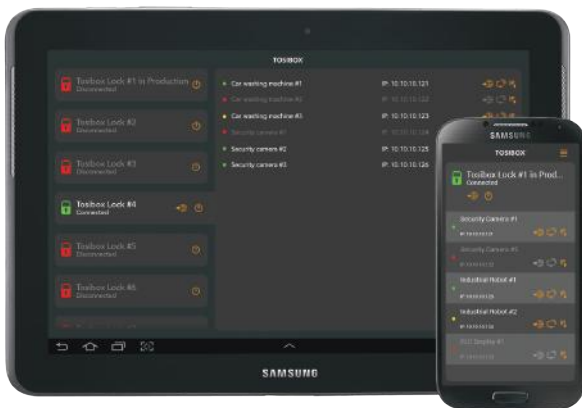 TOSIBOX
Tosibox Lock #1 in Production
Disconnected
Tosibox Lock #2
Disconnected
Tosibox Lock #3
Disconnected
Tosibox Lock #4
Connected
Tosibox Lock #5
Disconnected
Tosibox Lock #6
Disconnected
Car washing machine #1 IP: 10.10.10.121
Car washing machine #2 IP: 10.10.10.122
Car washing machine #3 IP: 10.10.10.123
Security camera #1 IP: 10.10.10.124
Security camera #2 IP: 10.10.10.125
Security camera #3 IP: 10.10.10.126
SAMSUNG
SAMSUNG
TOSIBOX
Tosibox Lock #1 in Prod...
Connected
Security Camera #1
Security Camera #2
Industrial Robot #1
Industrial Robot #2